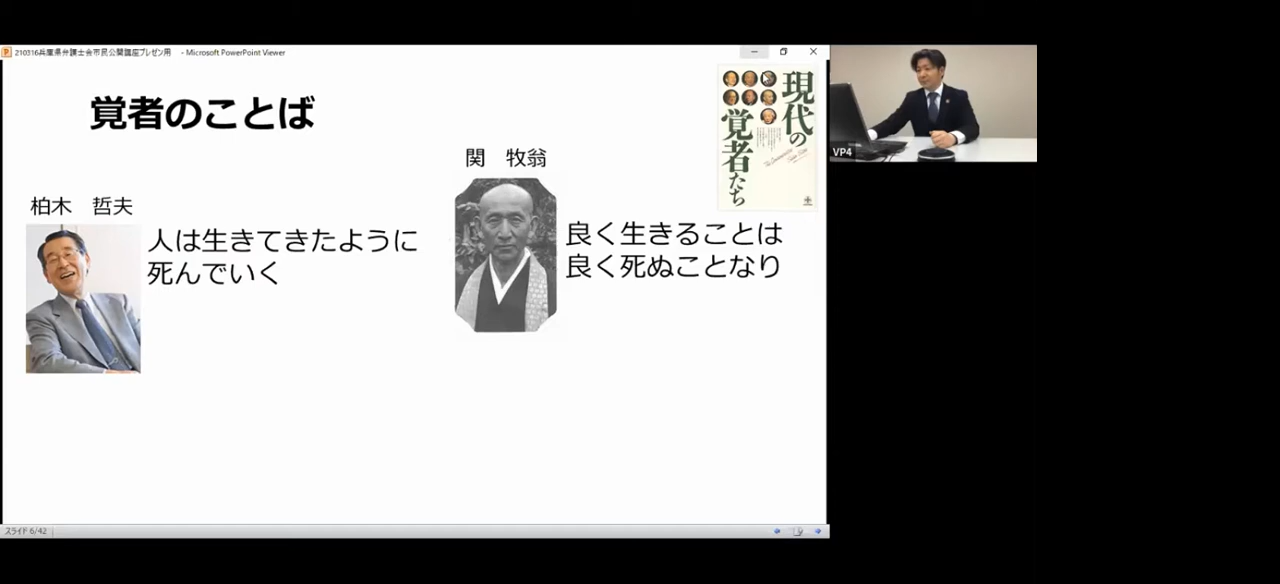 210316兵庫県弁護士会市民公開講座プレゼン用 - Microsoft PowerPoint Viewer
覚者のことば
現代の
覚者たち
VP4
関　牧翁
柏木　哲夫
人は生きてきたように
死んでいく
良く生きることは
良く死ぬことなり
スライド 6/42